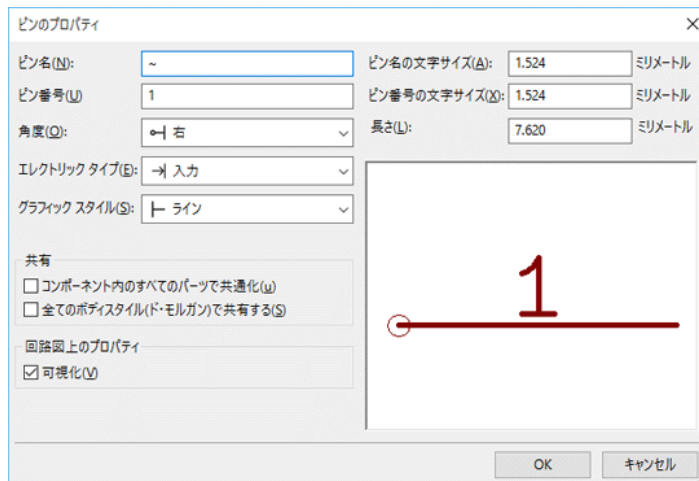 ピンのプロパティ
ピン名(N): ~
ピン番号(U) 1
角度(O): 右
エレクトリック タイプ(E): 入力
グラフィック スタイル(S): ライン
ピン名の文字サイズ(A): 1.524 ミリメートル
ピン番号の文字サイズ(X): 1.524 ミリメートル
長さ(L): 7.620 ミリメートル
共有
コンポーネント内のすべてのパーツで共通化(u)
全てのボディスタイル(ド・モルガン)で共有する(S)
回路図上のプロパティ
可視化(V)
1
OK キャンセル